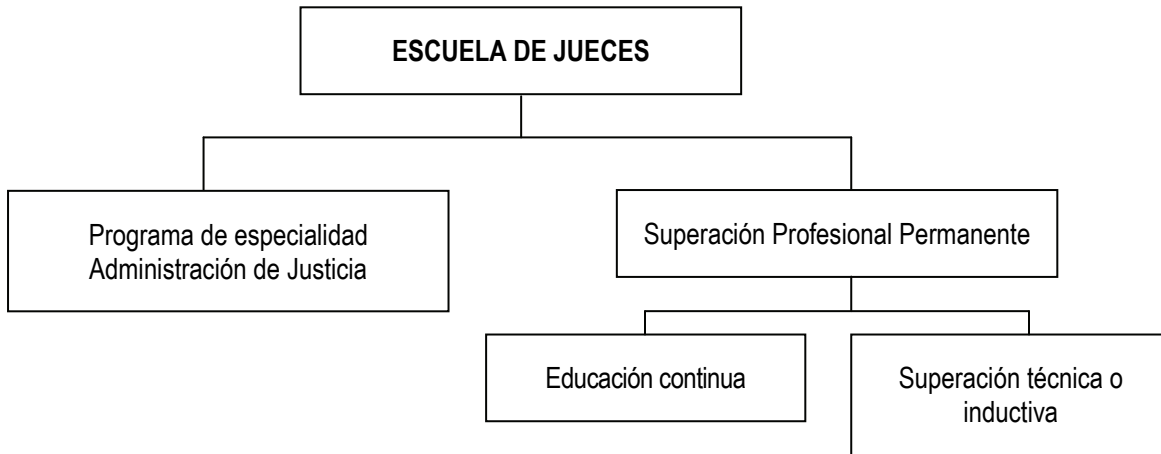 ESCUELA DE JUECES
Programa de especialidad
Administración de Justicia
Superación Profesional Permanente
Educación continua
Superación técnica o
inductiva